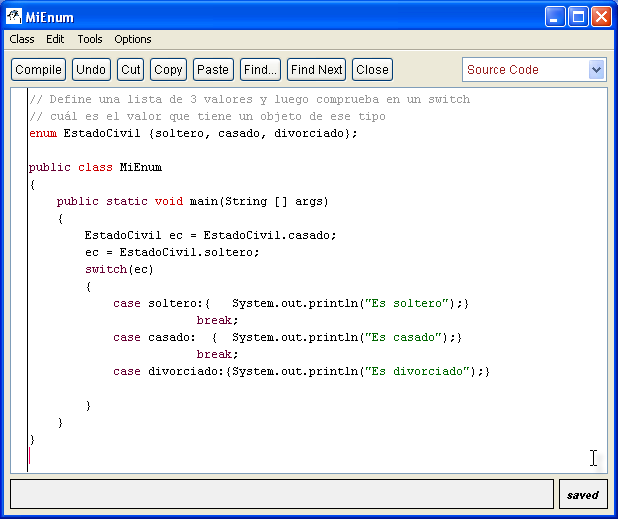 MiEnum
Class Edit Tools Options
Compile Undo Cut Copy Paste Find... Find Next Close Source Code
// Define una lista de 3 valores y luego comprueba en un switch
// cuál es el valor que tiene un objeto de ese tipo
enum EstadoCivil {soltero, casado, divorciado};
public class MiEnum
{
    public static void main(String [] args)
    {
        EstadoCivil ec = EstadoCivil.casado;
        ec = EstadoCivil.soltero;
        switch(ec)
        {
            case soltero:{   System.out.println("Es soltero");}
                        break;
            case casado:  {  System.out.println("Es casado");}
                        break;
            case divorciado:{System.out.println("Es divorciado");}
        }
    }
}
saved